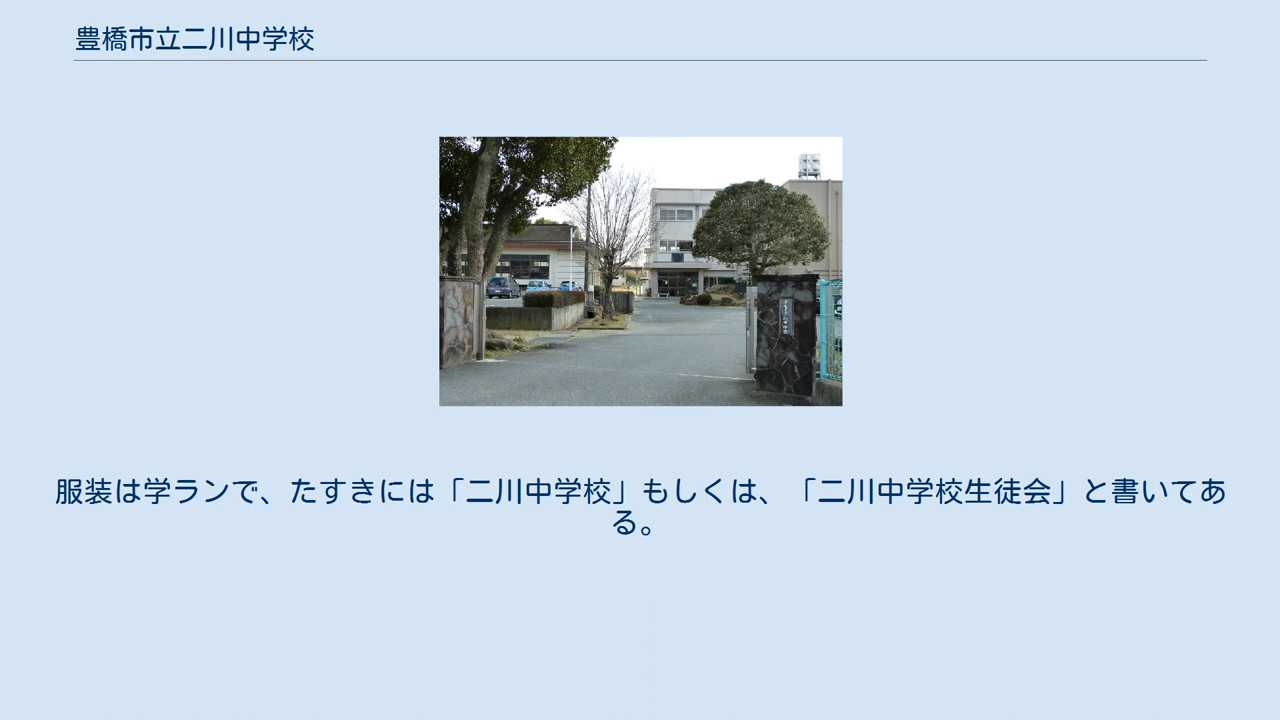 豊橋市立二川中学校
服装は学ランで、たすきには「二川中学校」もしくは、「二川中学校生徒会」と書いてあ
る。